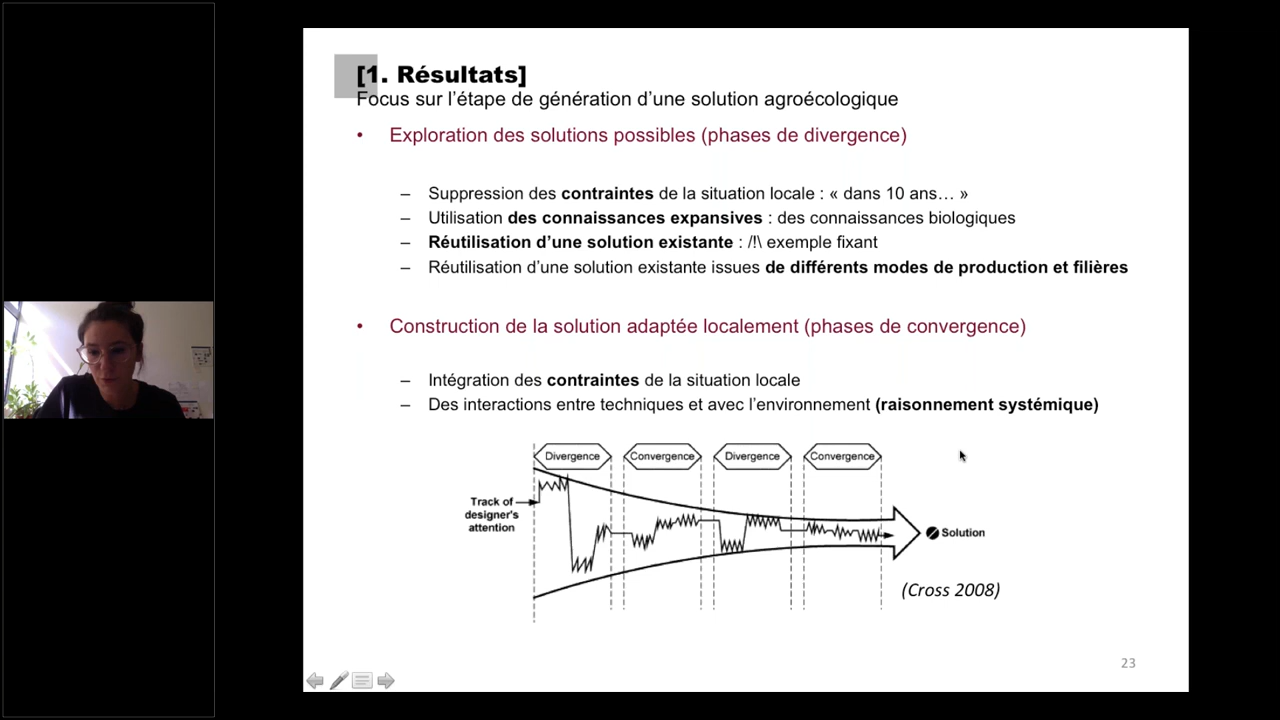 [1. Résultats]
Focus sur l’étape de génération d’une solution agroécologique
• Exploration des solutions possibles (phases de divergence)
– Suppression des contraintes de la situation locale : « dans 10 ans… »
– Utilisation des connaissances expansives : des connaissances biologiques
– Réutilisation d’une solution existante : /!\ exemple fixant
– Réutilisation d’une solution existante issues de différents modes de production et filières
• Construction de la solution adaptée localement (phases de convergence)
– Intégration des contraintes de la situation locale
– Des interactions entre techniques et avec l’environnement (raisonnement systémique)
Divergence Convergence Divergence Convergence
Track of
designer's
attention
Solution
(Cross 2008)
23